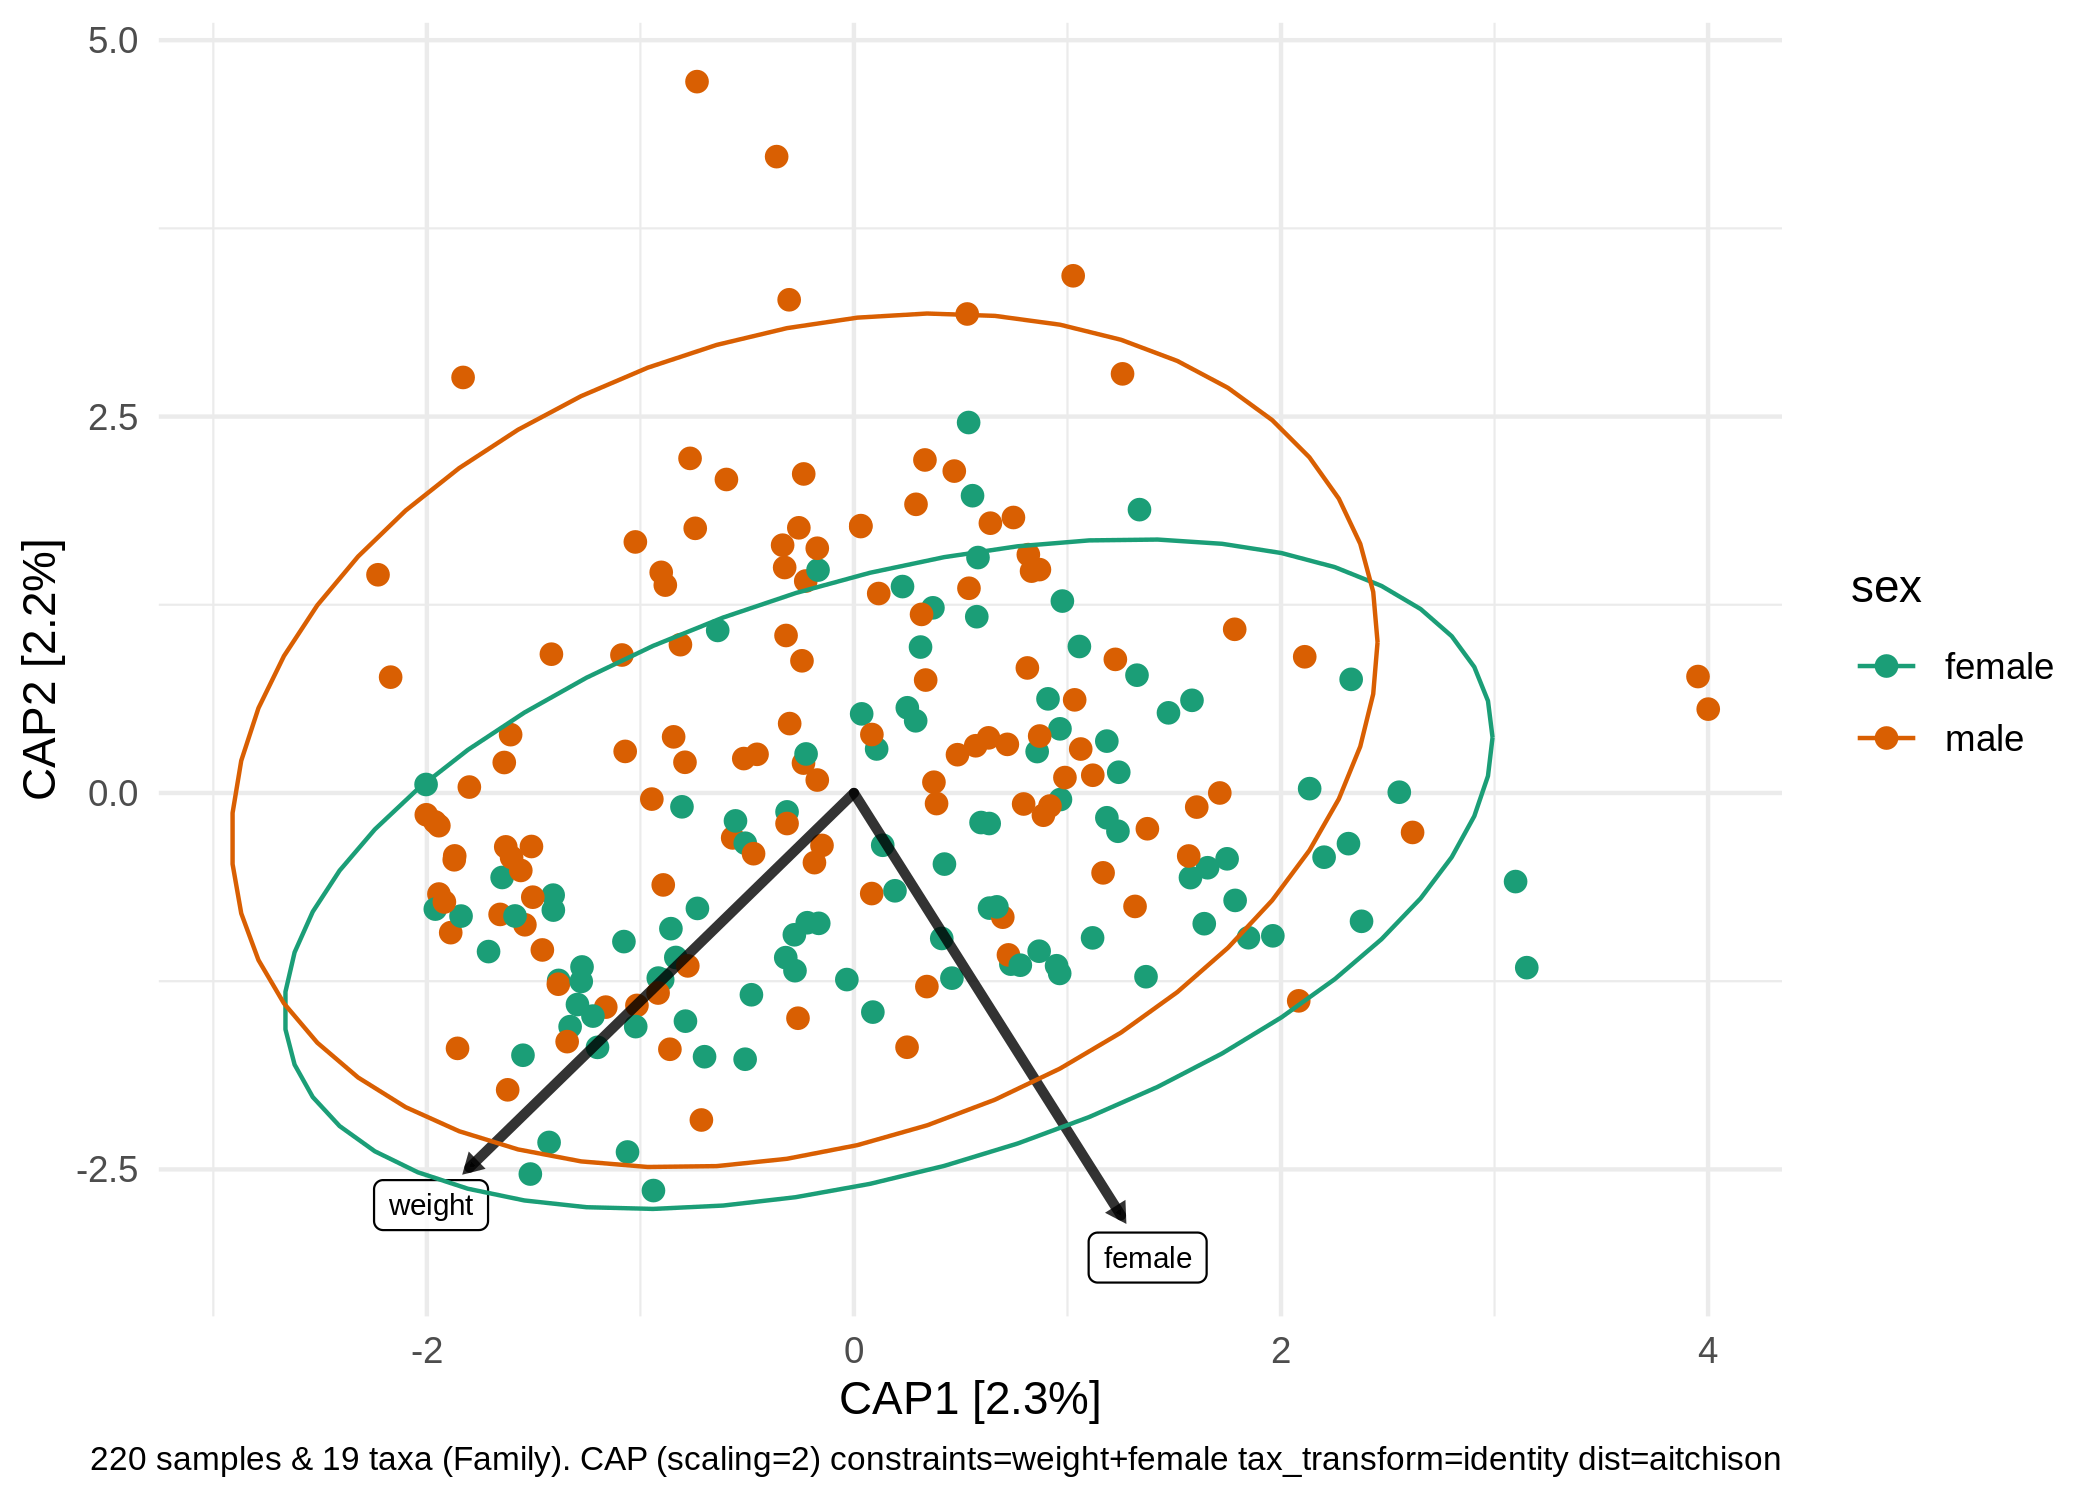 5.0
2.5
0.0
-2.5
CAP2 [2.2%]
weight
female
-2
0
2
4
CAP1 [2.3%]
sex
female
male
220 samples & 19 taxa (Family). CAP (scaling=2) constraints=weight+female tax_transform=identity dist=aitchison